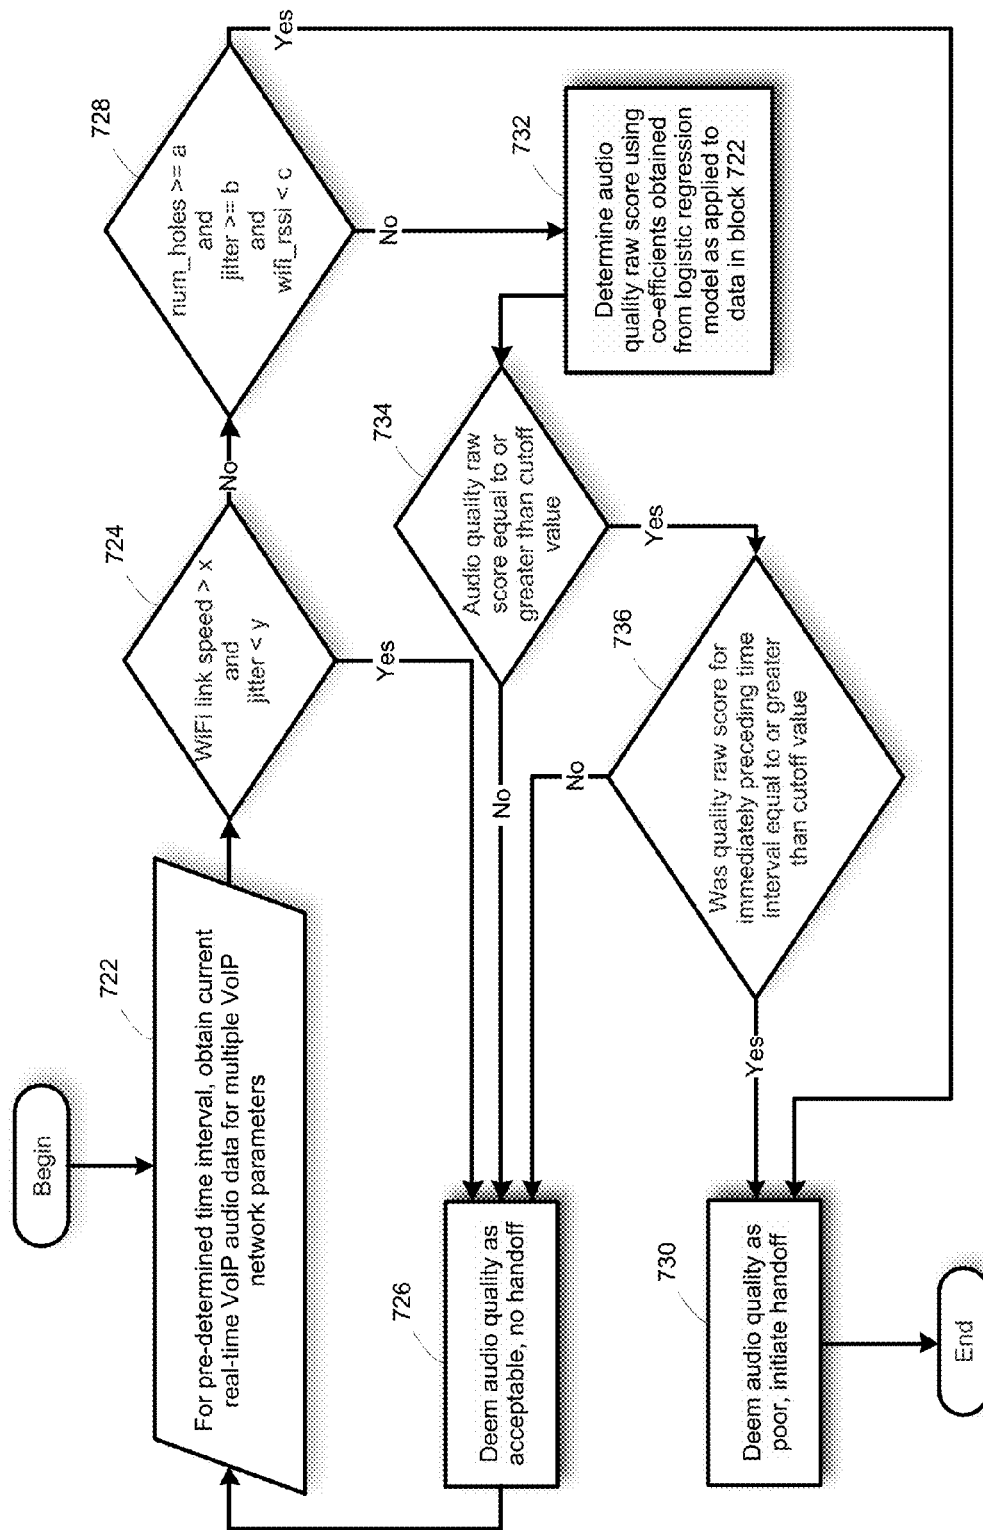 Begin
722
For pre-determined time interval, obtain current
real-time VoIP audio data for multiple VoIP
network parameters
724
WiFi link speed > x
and
jitter < y
No
Yes
728
num_holes >= a
and
jitter >= b
and
wifi_rssi < c
Yes
No
732
Determine audio
quality raw score using
co-efficients obtained
from logistic regression
model as applied to
data in block 722
734
Audio quality raw
score equal to or
greater than cutoff
value
No
Yes
736
Was quality raw score for
immediately preceding time
interval equal to or greater
than cutoff value
No
Yes
726
Deem audio quality as
acceptable, no handoff
730
Deem audio quality as
poor, initiate handoff
End